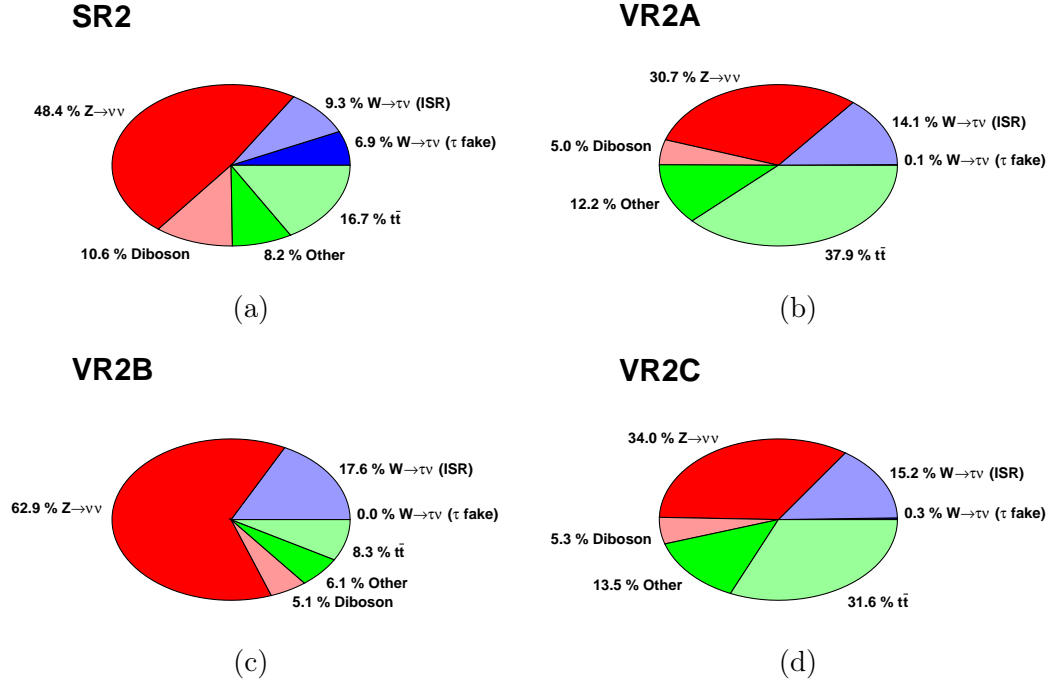 SR2
48.4 % Z→νν
9.3 % W→τν (ISR)
6.9 % W→τν (τ fake)
16.7 % tt̄
10.6 % Diboson
8.2 % Other
(a)
VR2A
30.7 % Z→νν
14.1 % W→τν (ISR)
5.0 % Diboson
0.1 % W→τν (τ fake)
12.2 % Other
37.9 % tt̄
(b)
VR2B
17.6 % W→τν (ISR)
62.9 % Z→νν
0.0 % W→τν (τ fake)
8.3 % tt̄
6.1 % Other
5.1 % Diboson
(c)
VR2C
34.0 % Z→νν
15.2 % W→τν (ISR)
0.3 % W→τν (τ fake)
5.3 % Diboson
13.5 % Other
31.6 % tt̄
(d)